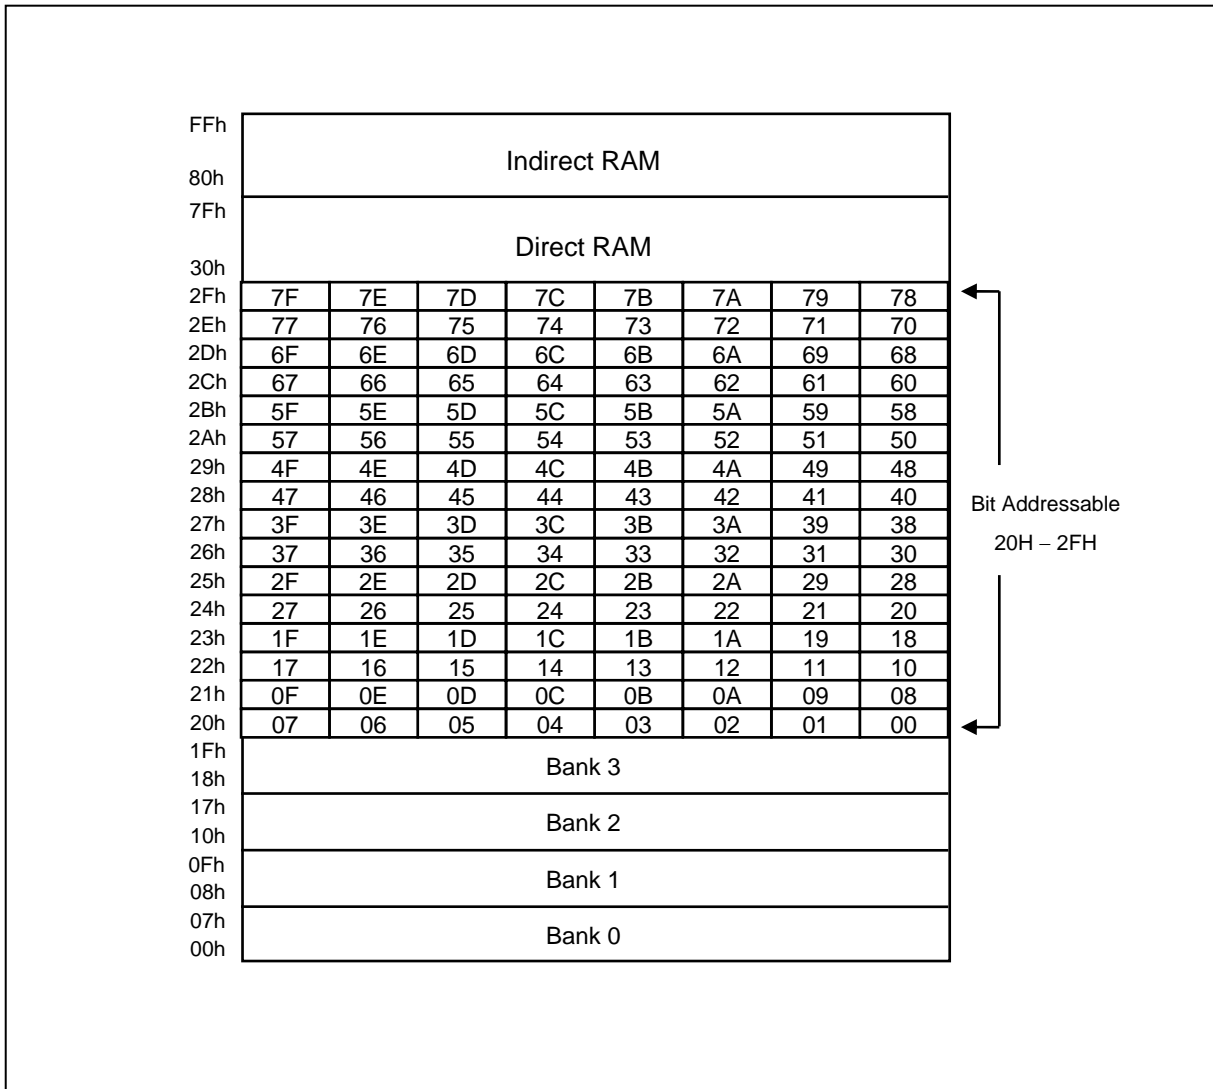 FFh
Indirect RAM
80h
7Fh
Direct RAM
30h
2Fh 7F 7E 7D 7C 7B 7A 79 78
2Eh 77 76 75 74 73 72 71 70
2Dh 6F 6E 6D 6C 6B 6A 69 68
2Ch 67 66 65 64 63 62 61 60
2Bh 5F 5E 5D 5C 5B 5A 59 58
2Ah 57 56 55 54 53 52 51 50
29h 4F 4E 4D 4C 4B 4A 49 48
28h 47 46 45 44 43 42 41 40
27h 3F 3E 3D 3C 3B 3A 39 38
26h 37 36 35 34 33 32 31 30
25h 2F 2E 2D 2C 2B 2A 29 28
24h 27 26 25 24 23 22 21 20
23h 1F 1E 1D 1C 1B 1A 19 18
22h 17 16 15 14 13 12 11 10
21h 0F 0E 0D 0C 0B 0A 09 08
20h 07 06 05 04 03 02 01 00
Bit Addressable
20H – 2FH
1Fh
Bank 3
18h
17h
Bank 2
10h
0Fh
Bank 1
08h
07h
Bank 0
00h